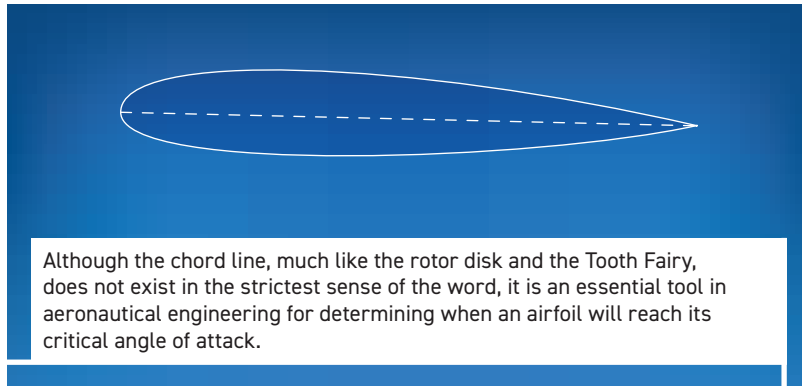 Although the chord line, much like the rotor disk and the Tooth Fairy,
does not exist in the strictest sense of the word, it is an essential tool in
aeronautical engineering for determining when an airfoil will reach its
critical angle of attack.